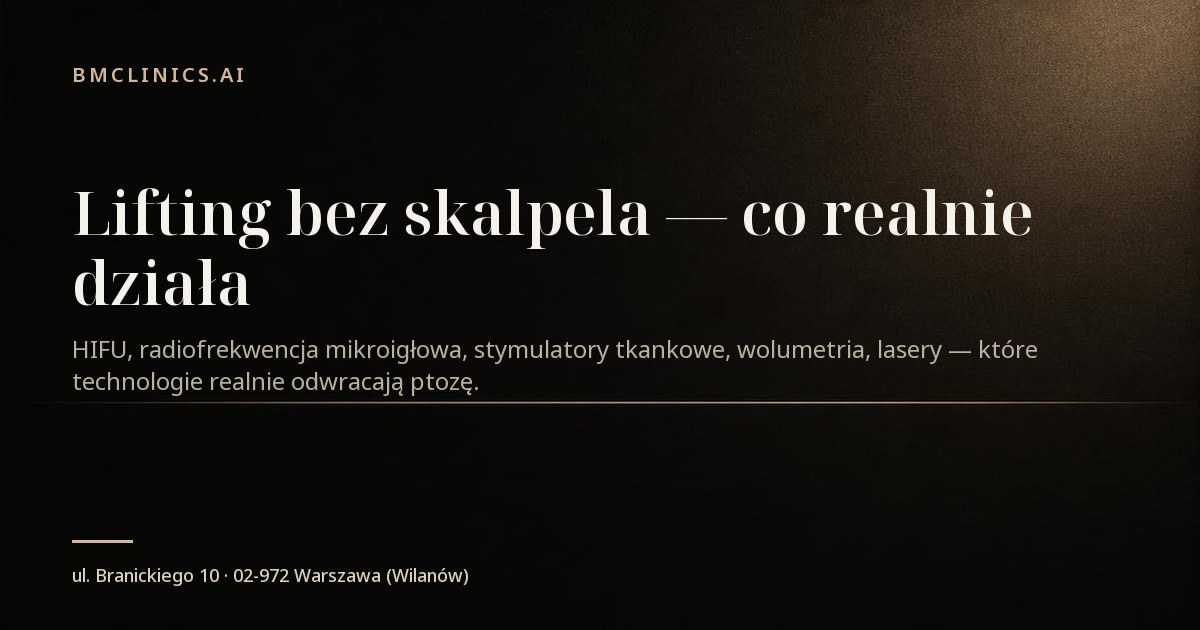 BMCLINICS.AI
Lifting bez skalpela — co realnie
działa
HIFU, radiofrekwencja mikroigłowa, stymulatory tkankowe, wolumetria, lasery — które
technologie realnie odwracają ptozę.
ul. Branickiego 10 · 02-972 Warszawa (Wilanów)